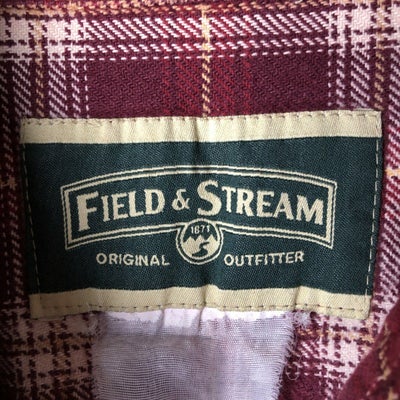 FIELD & STREAM
1871
ORIGINAL OUTFITTER